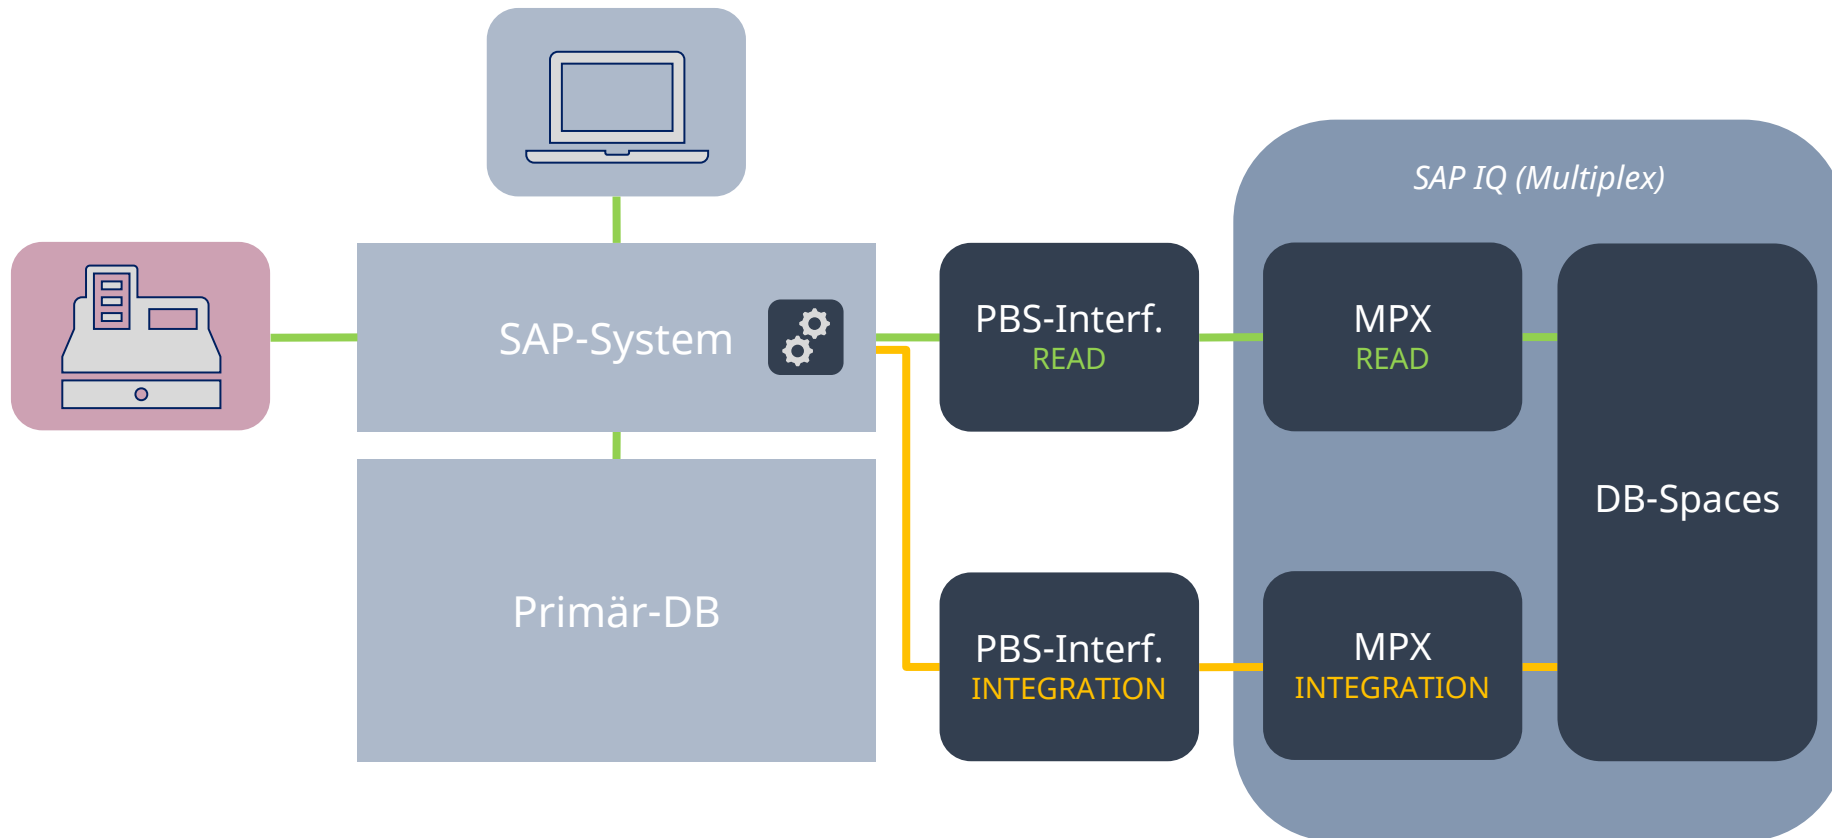 SAP IQ (Multiplex)
SAP-System
PBS-Interf.
READ
MPX
READ
DB-Spaces
Primär-DB
PBS-Interf.
INTEGRATION
MPX
INTEGRATION